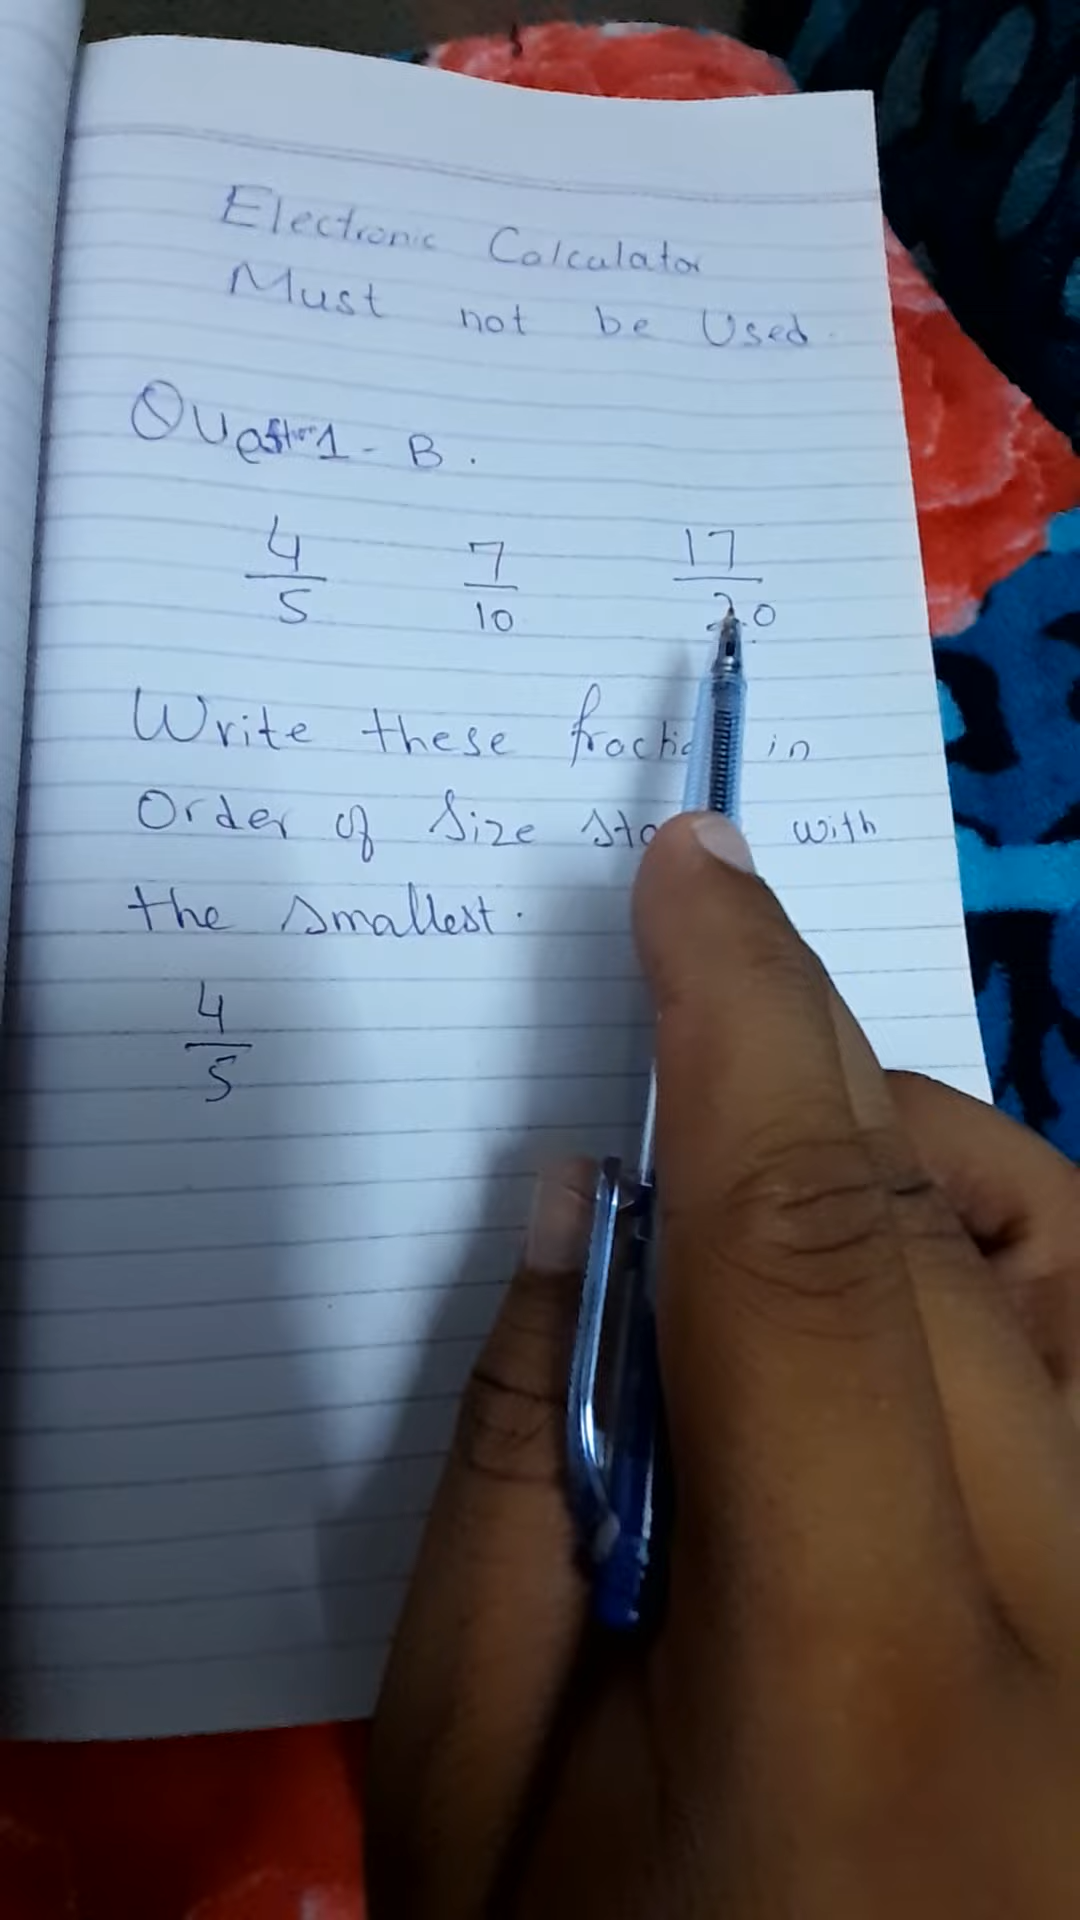 Electronic Calculator
Must not be Used.
Question 1 - B.
4/5 7/10 17/20
Write these in
Order of Size with
the smallest.
4/5